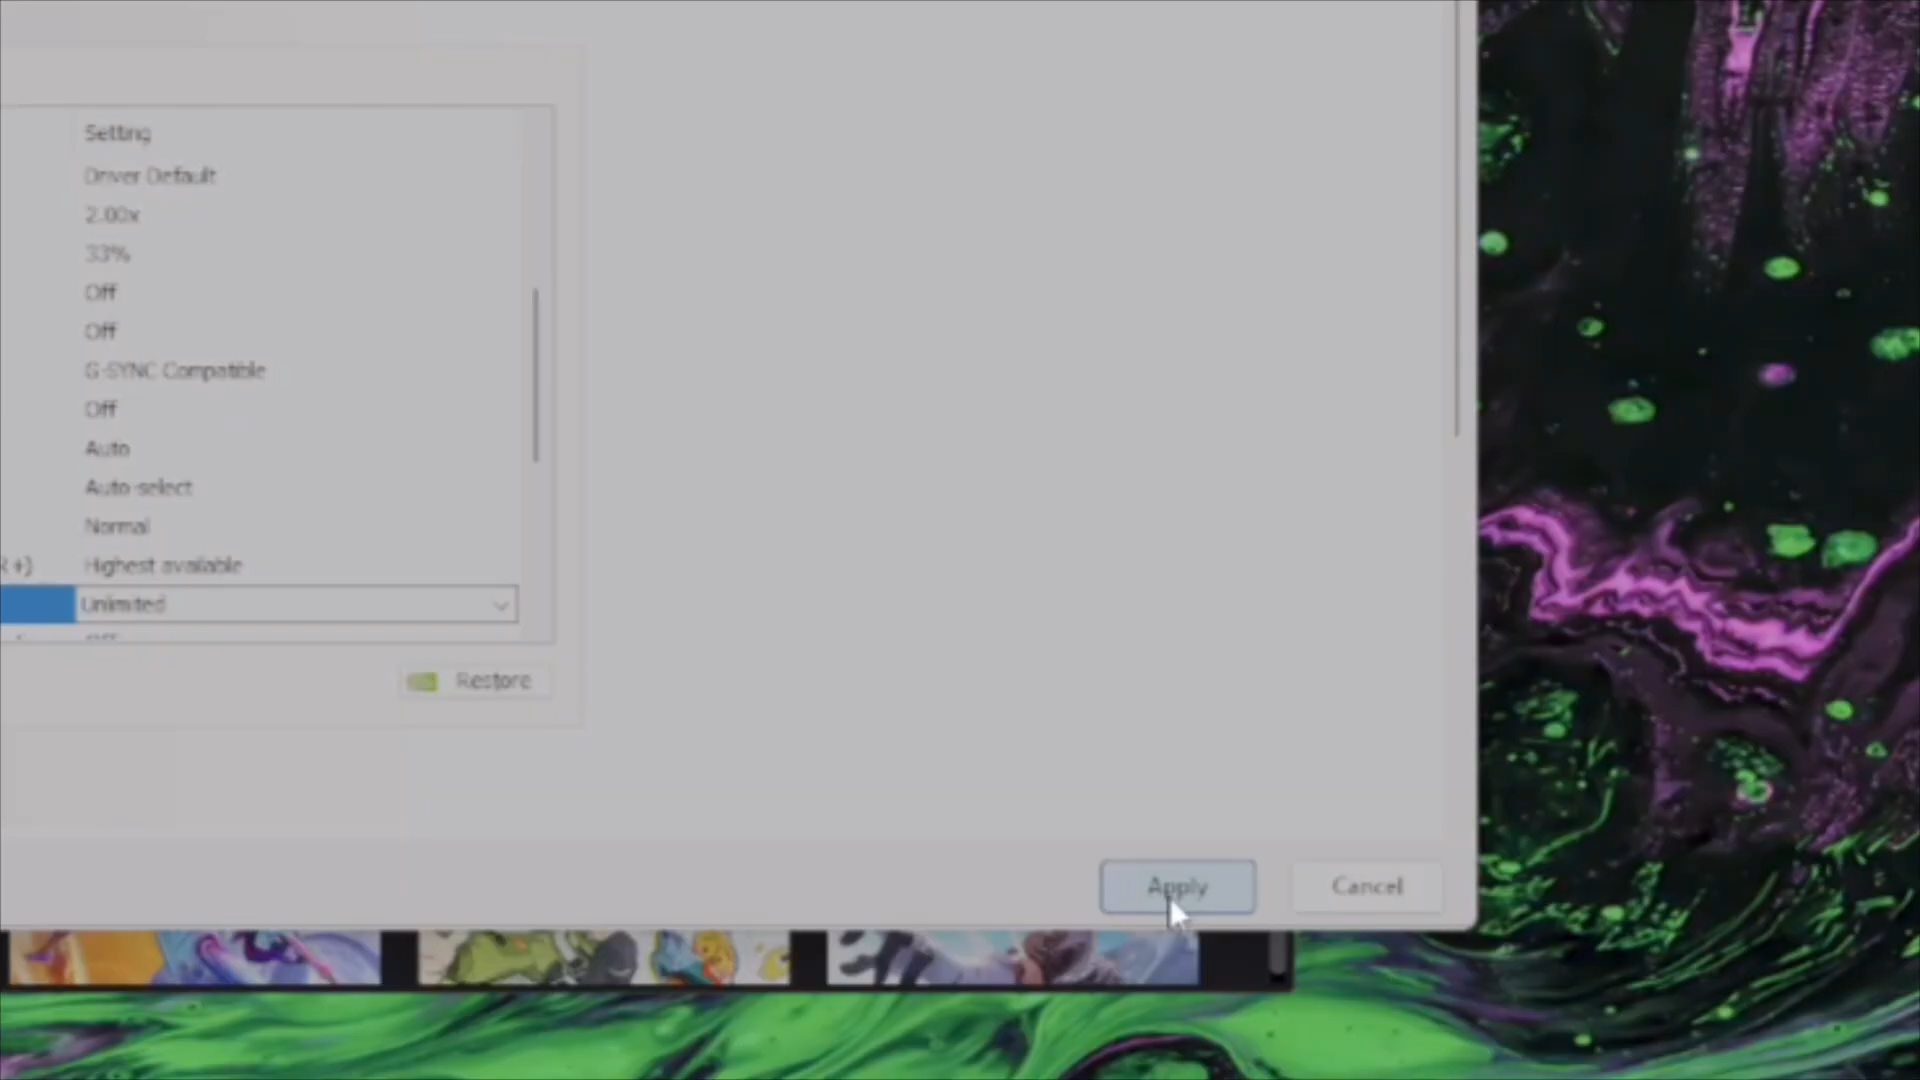 Setting
Driver Default
2.00x
33%
Off
Off
G-SYNC Compatible
Off
Auto
Auto-select
Normal
R+) Highest available
Unlimited
Off
Restore
Apply Cancel